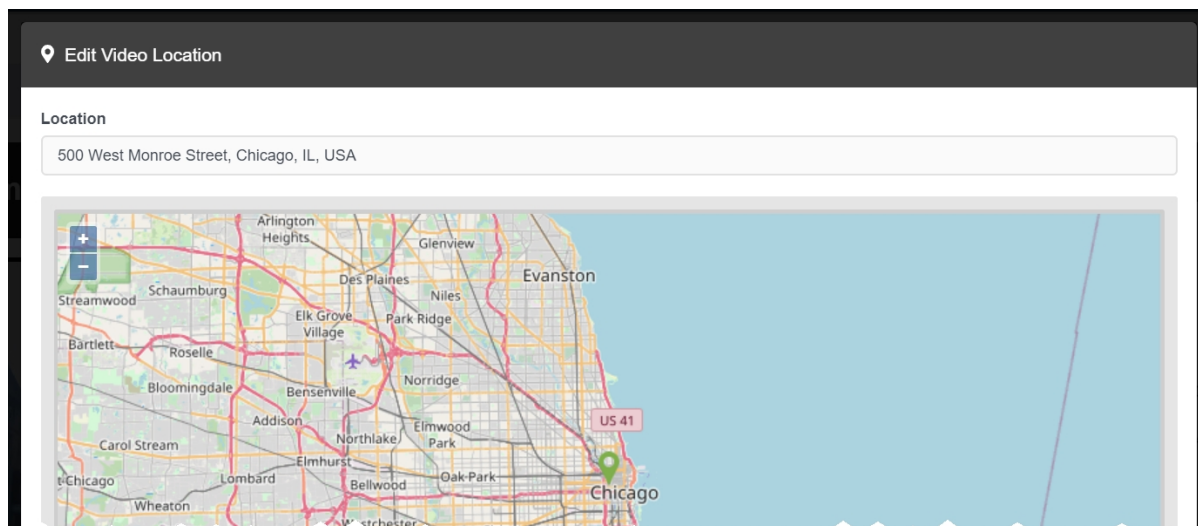 Edit Video Location
Location
500 West Monroe Street, Chicago, IL, USA
+
−
Arlington
Heights
Glenview
Evanston
Des Plaines
Streamwood
Schaumburg
Niles
Elk Grove
Village
Park Ridge
Bartlett
Roselle
Bloomingdale
Bensenville
Norridge
Addison
US 41
Elmwood
Park
Carol Stream
Northlake
Elmhurst
t Chicago
Lombard
Bellwood
Oak Park
Chicago
Wheaton